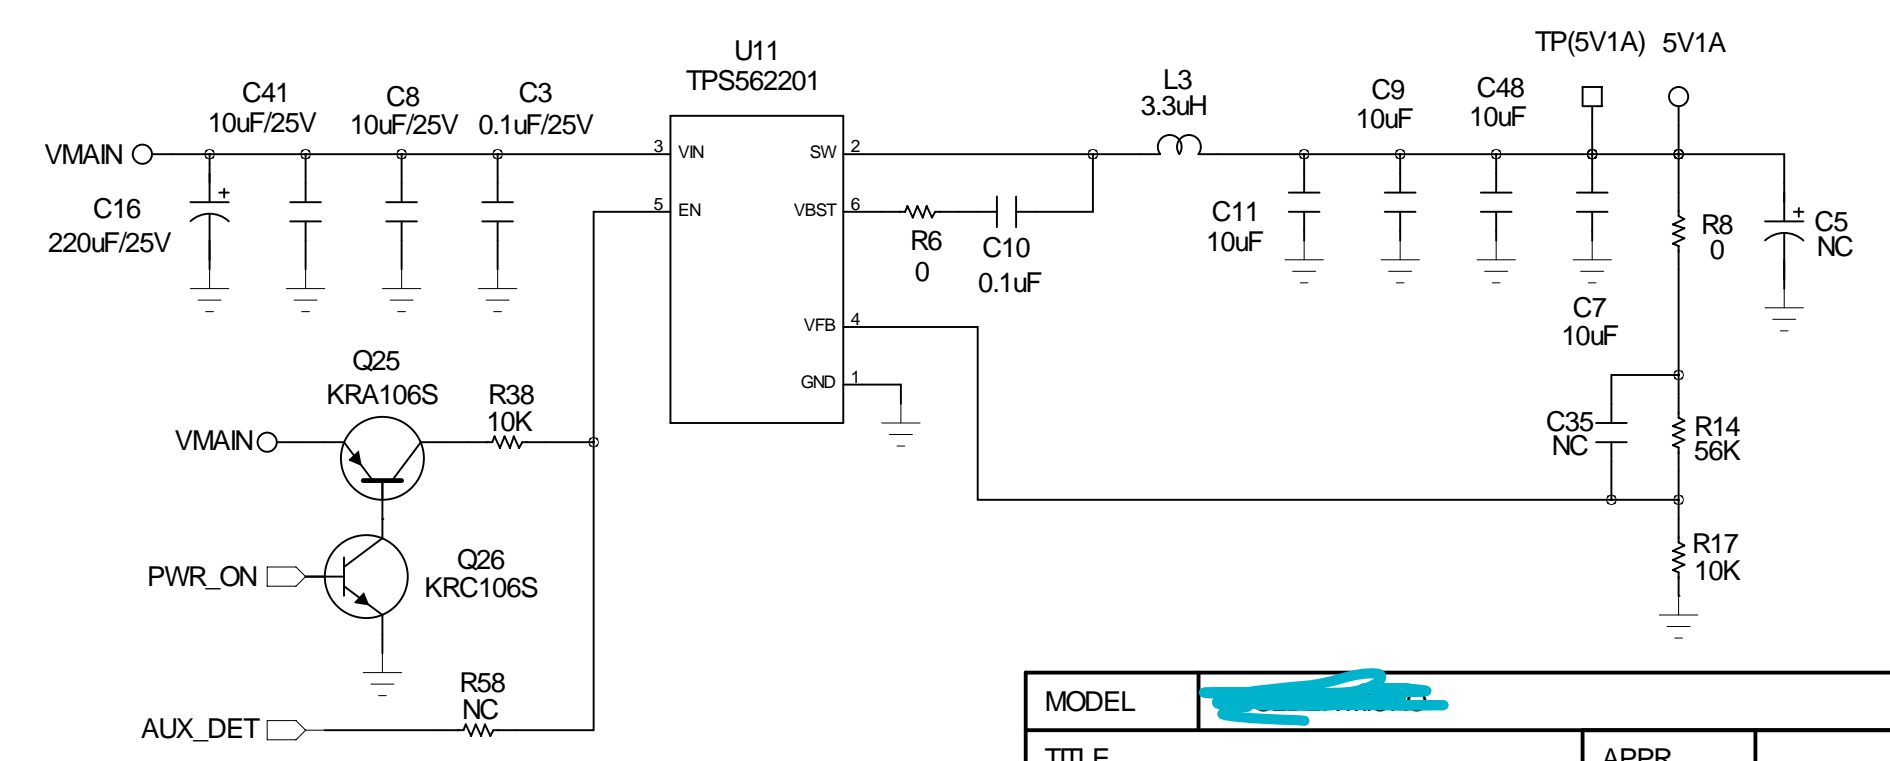 TP(5V1A) 5V1A
U11
TPS562201
C41
10uF/25V
C8
10uF/25V
C3
0.1uF/25V
L3
3.3uH
C9
10uF
C48
10uF
VMAIN
3 VIN
SW 2
5 EN
VBST 6
VFB 4
GND 1
+
C16
220uF/25V
R6
0
C10
0.1uF
C11
10uF
C7
10uF
R8
0
+
C5
NC
Q25
KRA106S
VMAIN
R38
10K
C35
NC
R14
56K
R17
10K
PWR_ON
Q26
KRC106S
R58
NC
AUX_DET
MODEL
TITLE
APPR